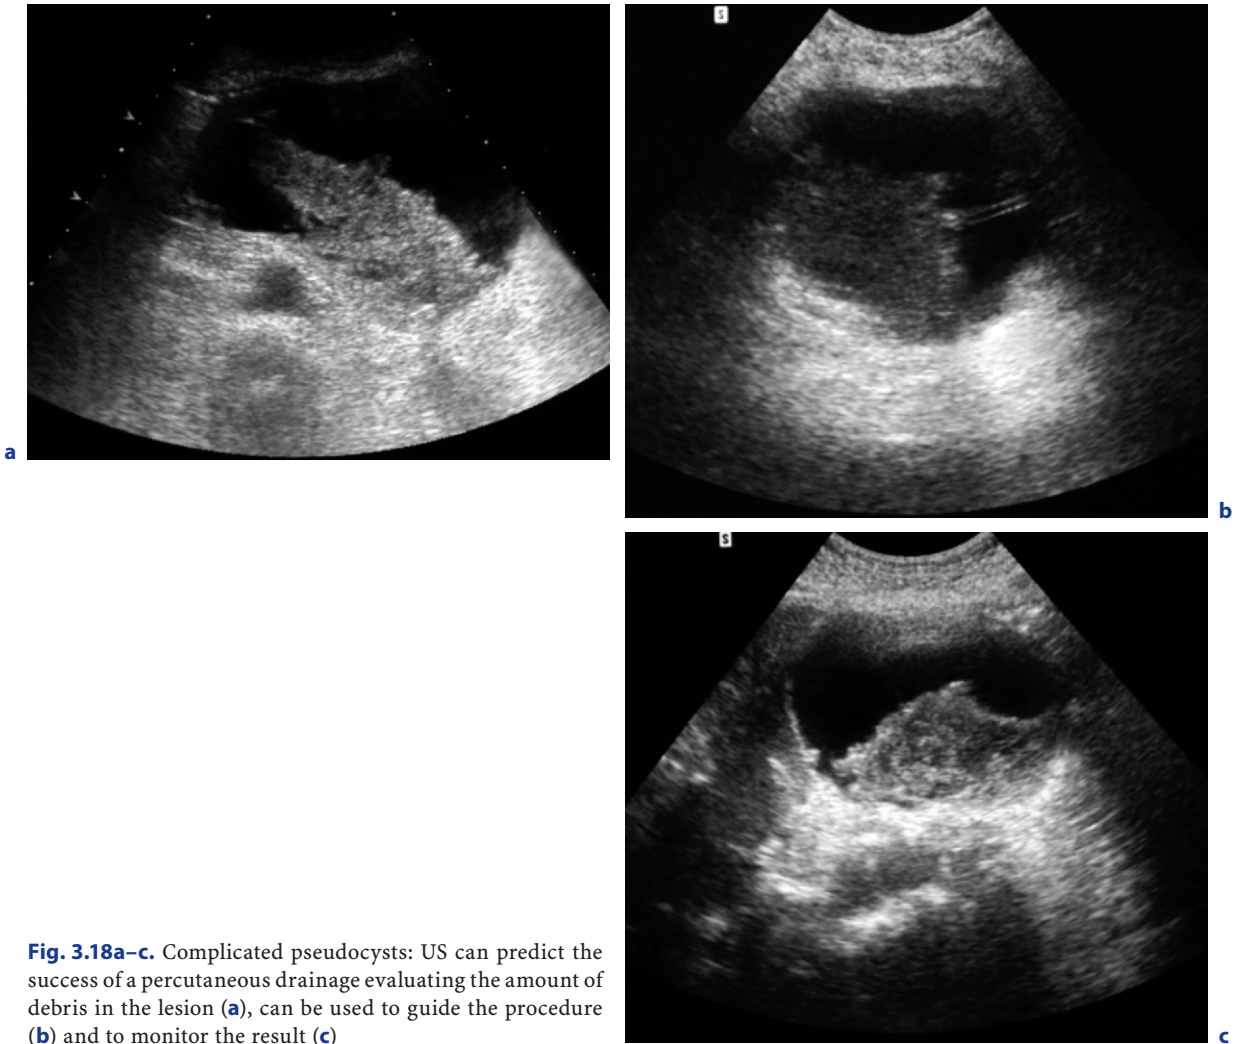 S
a
b
S
Fig. 3.18a–c. Complicated pseudocysts: US can predict the
success of a percutaneous drainage evaluating the amount of
debris in the lesion (a), can be used to guide the procedure
(b) and to monitor the result (c)
c